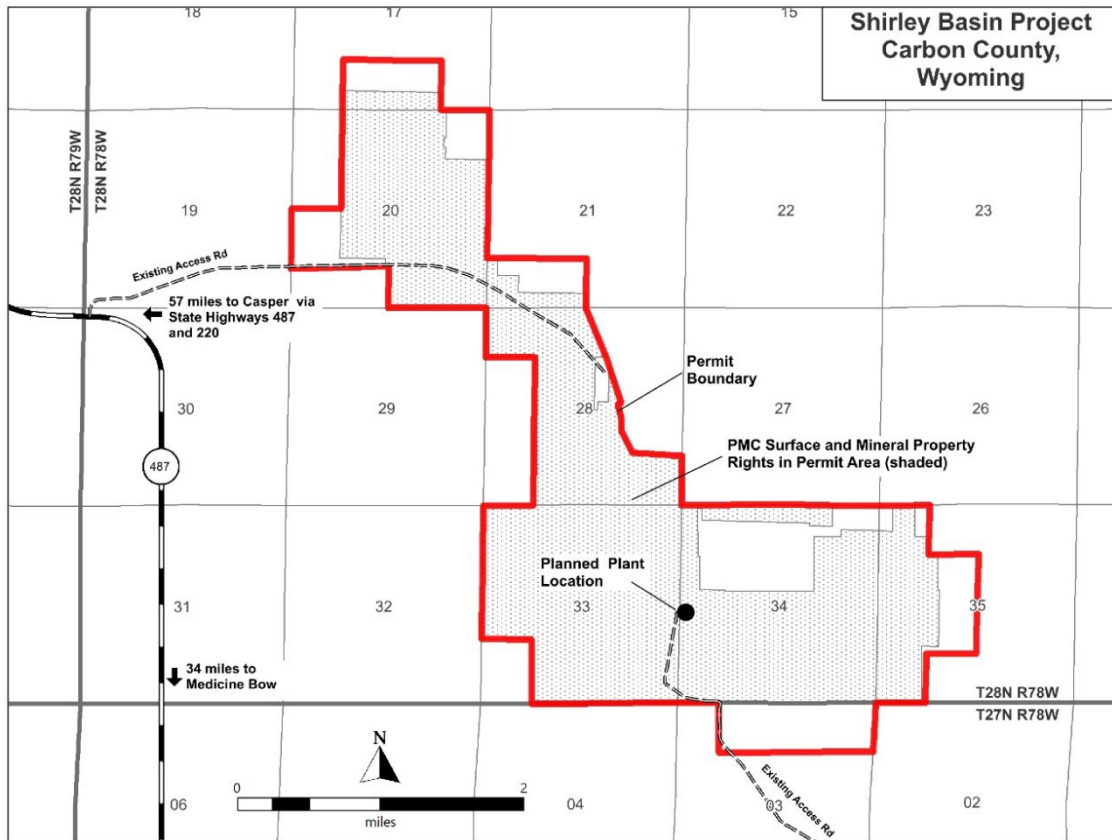 18
17
15
Shirley Basin Project
Carbon County,
Wyoming
T28N R79W
T28N R78W
19
20
21
22
23
Existing Access Rd
57 miles to Casper via
State Highways 487
and 220
Permit
Boundary
30
29
28
27
26
PMC Surface and Mineral Property
Rights in Permit Area (shaded)
487
Planned Plant
Location
31
32
33
34
35
34 miles to
Medicine Bow
T28N R78W
T27N R78W
N
0
2
miles
Existing Access Rd
06
04
03
02